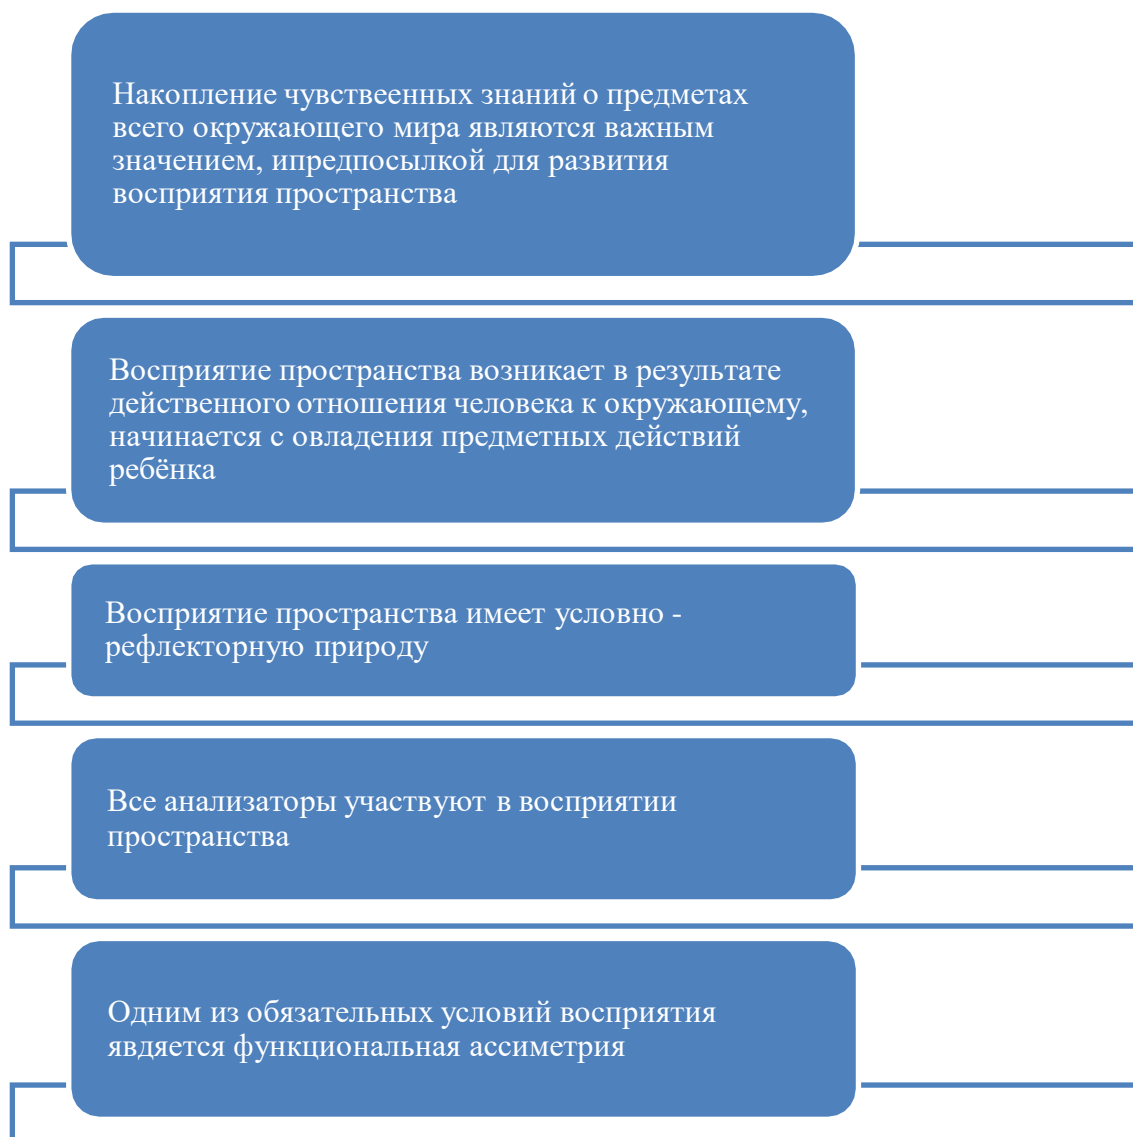 Накопление чувствеенных знаний о предметах
всего окружающего мира являются важным
значением, ипредпосылкой для развития
восприятия пространства
Восприятие пространства возникает в результате
действенного отношения человека к окружающему,
начинается с овладения предметных действий
ребёнка
Восприятие пространства имеет условно -
рефлекторную природу
Все анализаторы участвуют в восприятии
пространства
Одним из обязательных условий восприятия
явдяется функциональная ассиметрия